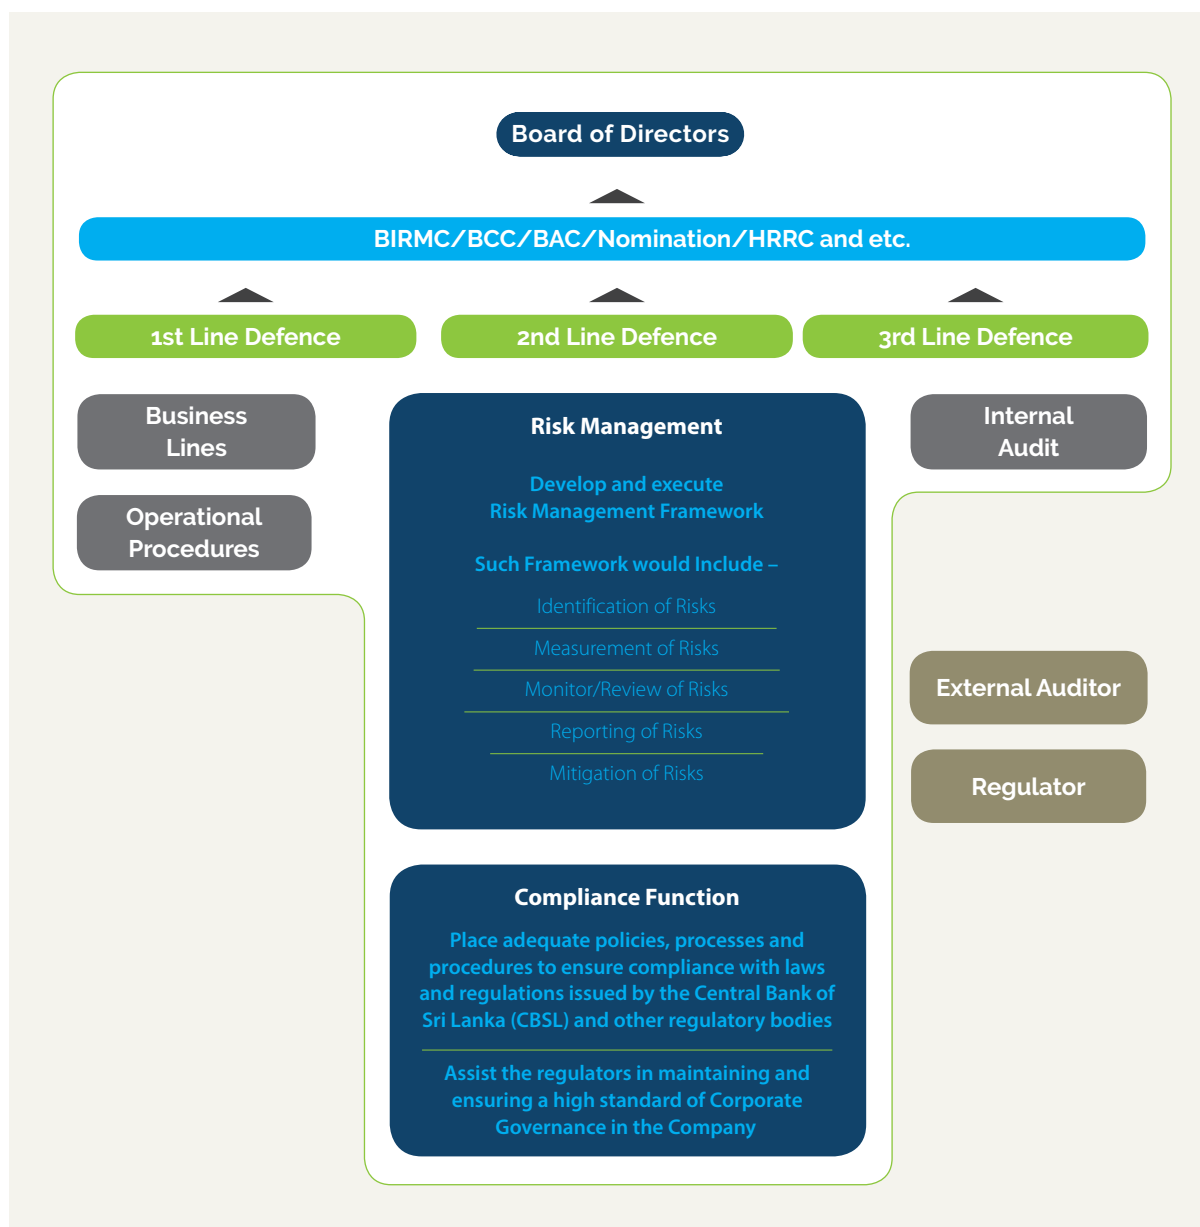 Board of Directors
BIRMC/BCC/BAC/Nomination/HRRC and etc.
1st Line Defence
2nd Line Defence
3rd Line Defence
Business
Lines
Operational
Procedures
Risk Management
Develop and execute
Risk Management Framework
Such Framework would Include –
Identification of Risks
Measurement of Risks
Monitor/Review of Risks
Reporting of Risks
Mitigation of Risks
Internal
Audit
External Auditor
Regulator
Compliance Function
Place adequate policies, processes and
procedures to ensure compliance with laws
and regulations issued by the Central Bank of
Sri Lanka (CBSL) and other regulatory bodies
Assist the regulators in maintaining and
ensuring a high standard of Corporate
Governance in the Company